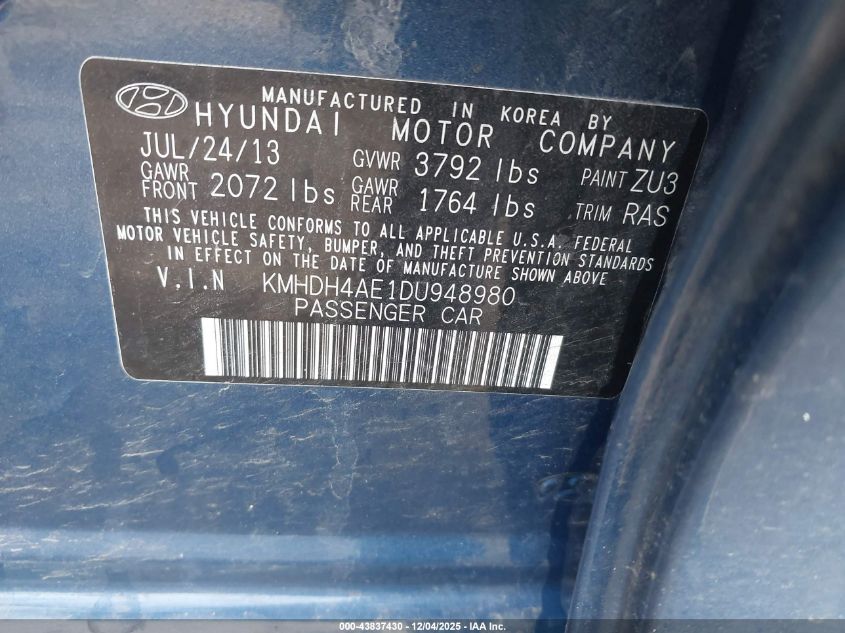 MANUFACTURED IN KOREA BY
HYUNDAI MOTOR COMPANY
JUL/24/13 GVWR 3792 lbs PAINT ZU3
GAWR FRONT 2072 lbs GAWR REAR 1764 lbs TRIM RAS
THIS VEHICLE CONFORMS TO ALL APPLICABLE U.S.A. FEDERAL
MOTOR VEHICLE SAFETY, BUMPER, AND THEFT PREVENTION STANDARDS
IN EFFECT ON THE DATE OF MANUFACTURE SHOWN ABOVE
V.I.N KMHDH4AE1DU948980
PASSENGER CAR
000-43837430 - 12/04/2025 - IAA Inc.